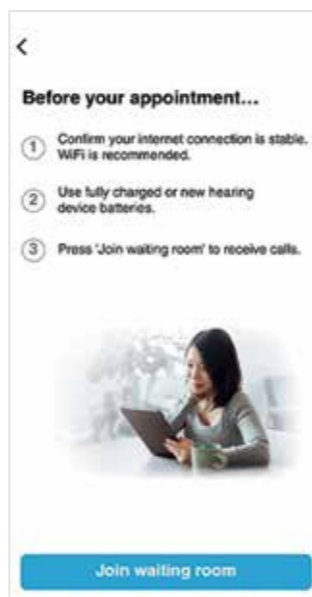 Before your appointment...
1 Confirm your internet connection is stable.
WiFi is recommended.
2 Use fully charged or new hearing
device batteries.
3 Press 'Join waiting room' to receive calls.
Join waiting room